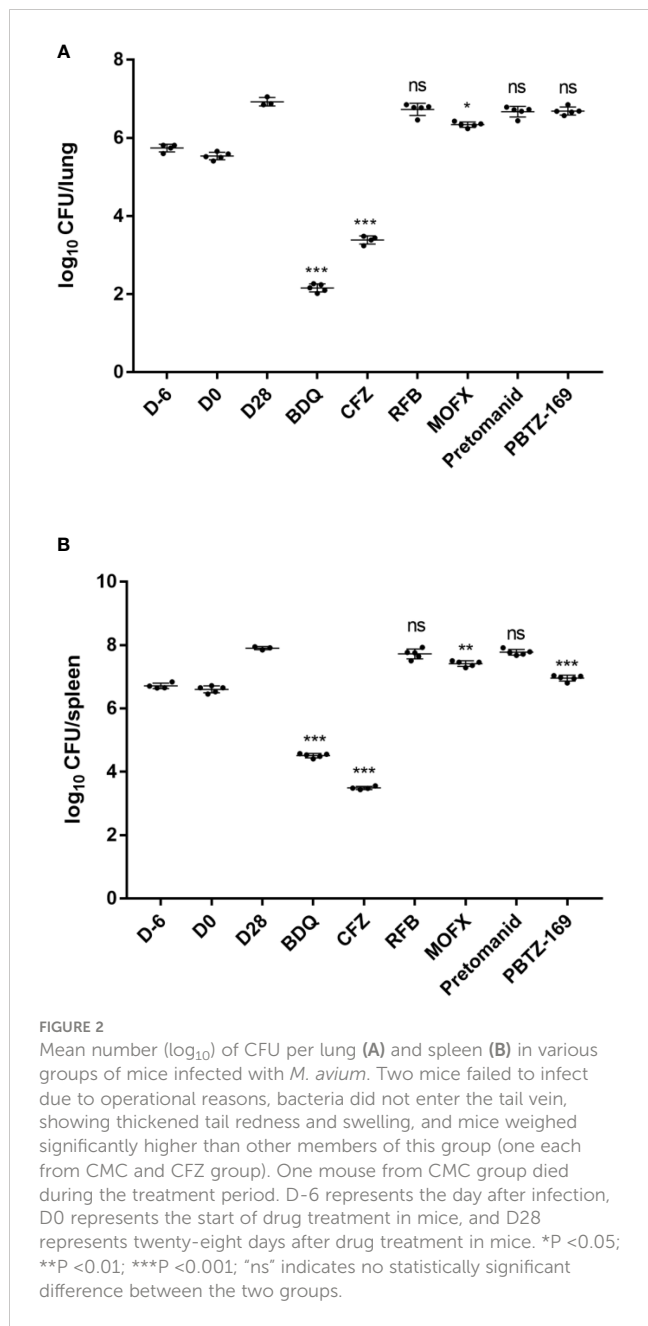 A
8
6
4
2
0
log10 CFU/lung
***
***
ns
*
ns
ns
D-6
D0
D28
BDQ
CFZ
RFB
MOFX
Pretomanid
PBTZ-169
B
10
8
6
4
2
0
log10 CFU/spleen
***
***
ns
**
ns
***
D-6
D0
D28
BDQ
CFZ
RFB
MOFX
Pretomanid
PBTZ-169
FIGURE 2
Mean number (log10) of CFU per lung (A) and spleen (B) in various
groups of mice infected with M. avium. Two mice failed to infect
due to operational reasons, bacteria did not enter the tail vein,
showing thickened tail redness and swelling, and mice weighed
significantly higher than other members of this group (one each
from CMC and CFZ group). One mouse from CMC group died
during the treatment period. D-6 represents the day after infection,
D0 represents the start of drug treatment in mice, and D28
represents twenty-eight days after drug treatment in mice. *P <0.05;
**P <0.01; ***P <0.001; “ns” indicates no statistically significant
difference between the two groups.